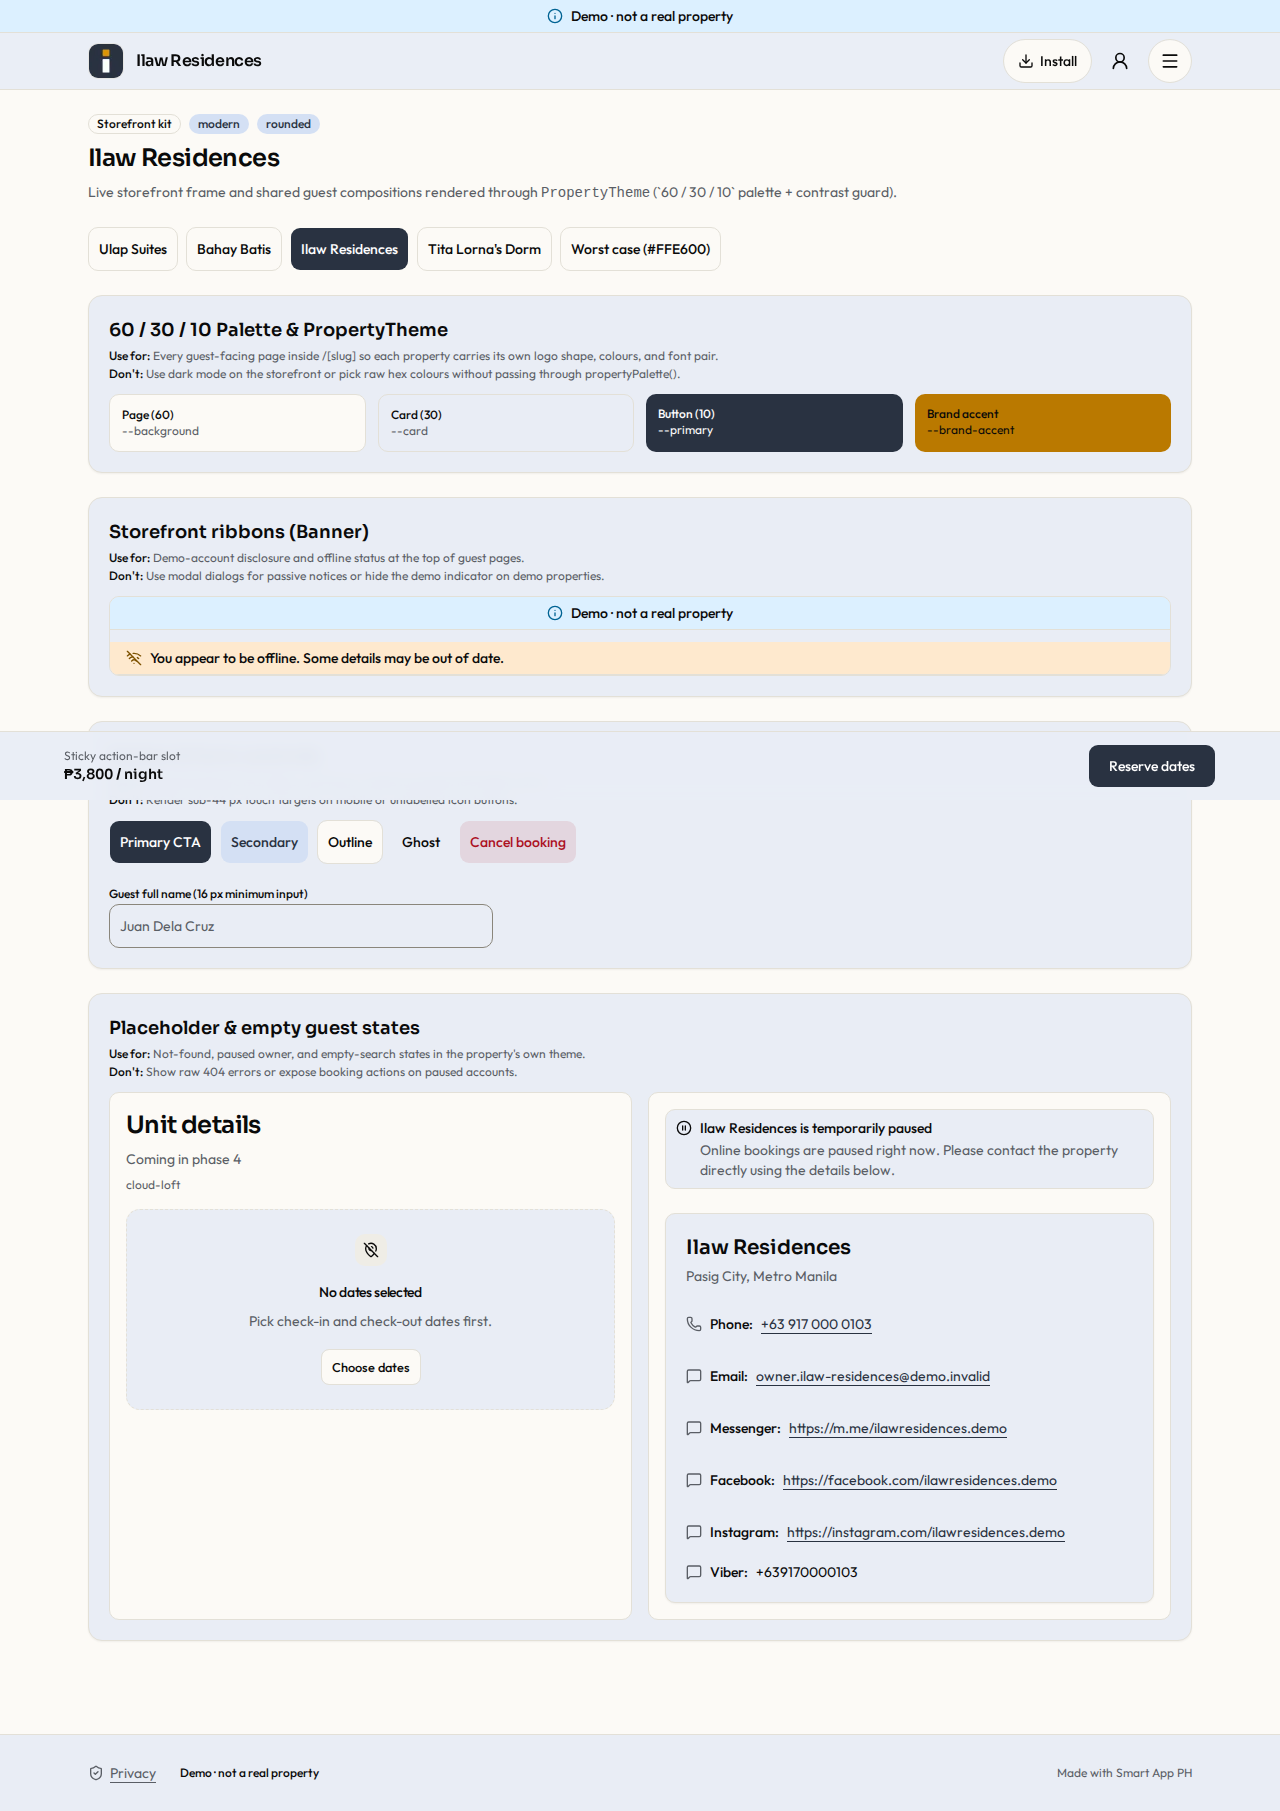 Demo · not a real property
Ilaw Residences
Install
Storefront kit
modern
rounded
Ilaw Residences
Live storefront frame and shared guest compositions rendered through PropertyTheme (`60 / 30 / 10` palette + contrast guard).
Ulap Suites
Bahay Batis
Ilaw Residences
Tita Lorna's Dorm
Worst case (#FFE600)
60 / 30 / 10 Palette & PropertyTheme
Use for: Every guest-facing page inside /[slug] so each property carries its own logo shape, colours, and font pair.
Don't: Use dark mode on the storefront or pick raw hex colours without passing through propertyPalette().
Page (60)
--background
Card (30)
--card
Button (10)
--primary
Brand accent
--brand-accent
Storefront ribbons (Banner)
Use for: Demo-account disclosure and offline status at the top of guest pages.
Don't: Use modal dialogs for passive notices or hide the demo indicator on demo properties.
Demo · not a real property
You appear to be offline. Some details may be out of date.
Sticky action-bar slot
₱3,800 / night
Reserve dates
Don't: Render sub-44 px touch targets on mobile or unlabelled icon buttons.
Primary CTA
Secondary
Outline
Ghost
Cancel booking
Guest full name (16 px minimum input)
Juan Dela Cruz
Placeholder & empty guest states
Use for: Not-found, paused owner, and empty-search states in the property's own theme.
Don't: Show raw 404 errors or expose booking actions on paused accounts.
Unit details
Coming in phase 4
cloud-loft
No dates selected
Pick check-in and check-out dates first.
Choose dates
Ilaw Residences is temporarily paused
Online bookings are paused right now. Please contact the property
directly using the details below.
Ilaw Residences
Pasig City, Metro Manila
Phone: +63 917 000 0103
Email: owner.ilaw-residences@demo.invalid
Messenger: https://m.me/ilawresidences.demo
Facebook: https://facebook.com/ilawresidences.demo
Instagram: https://instagram.com/ilawresidences.demo
Viber: +639170000103
Privacy
Demo · not a real property
Made with Smart App PH